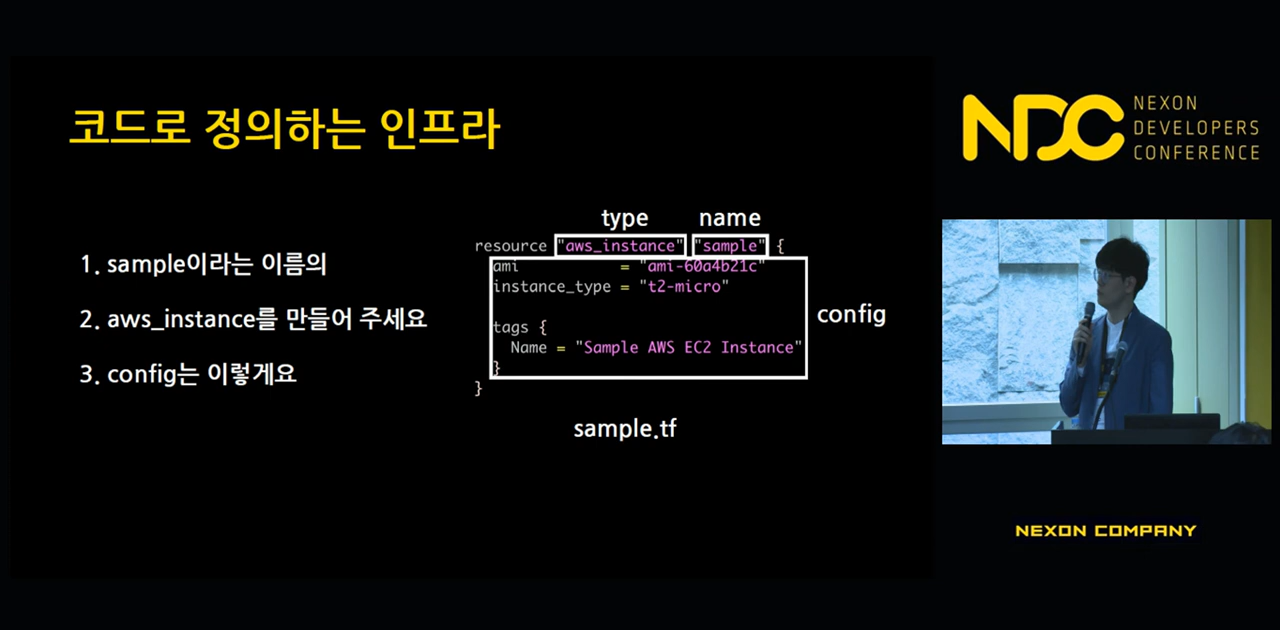 코드로 정의하는 인프라
1. sample이라는 이름의
2. aws_instance를 만들어 주세요
3. config는 이렇게요
type name
resource "aws_instance" "sample" {
ami = "ami-60a4b21c"
instance_type = "t2-micro"
tags {
Name = "Sample AWS EC2 Instance"
}
}
config
sample.tf
NDC
NEXON
DEVELOPERS
CONFERENCE
NEXON COMPANY